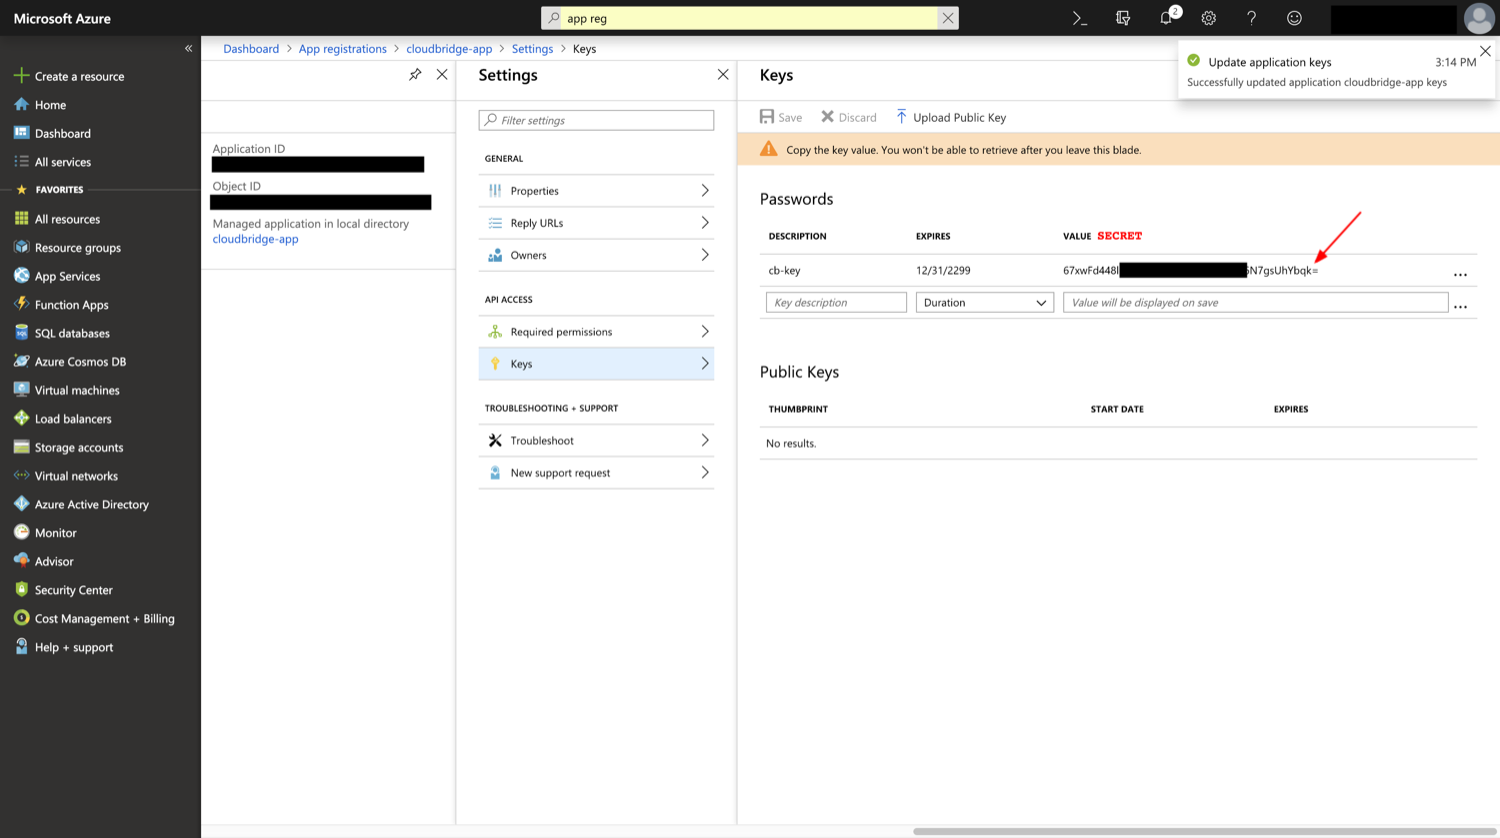 Microsoft Azure
app reg
2
Dashboard > App registrations > cloudbridge-app > Settings > Keys
Update application keys 3:14 PM
Successfully updated application cloudbridge-app keys
Create a resource
Home
Dashboard
All services
FAVORITES
All resources
Resource groups
App Services
Function Apps
SQL databases
Azure Cosmos DB
Virtual machines
Load balancers
Storage accounts
Virtual networks
Azure Active Directory
Monitor
Advisor
Security Center
Cost Management + Billing
Help + support
Application ID
Object ID
Managed application in local directory
cloudbridge-app
Settings
Filter settings
GENERAL
Properties
Reply URLs
Owners
API ACCESS
Required permissions
Keys
TROUBLESHOOTING + SUPPORT
Troubleshoot
New support request
Keys
Save Discard Upload Public Key
Copy the key value. You won't be able to retrieve after you leave this blade.
Passwords
DESCRIPTION EXPIRES VALUE SECRET
cb-key 12/31/2299 67xwFd448l N7gsUhYbqk= ...
Key description Duration Value will be displayed on save ...
Public Keys
THUMBPRINT START DATE EXPIRES
No results.